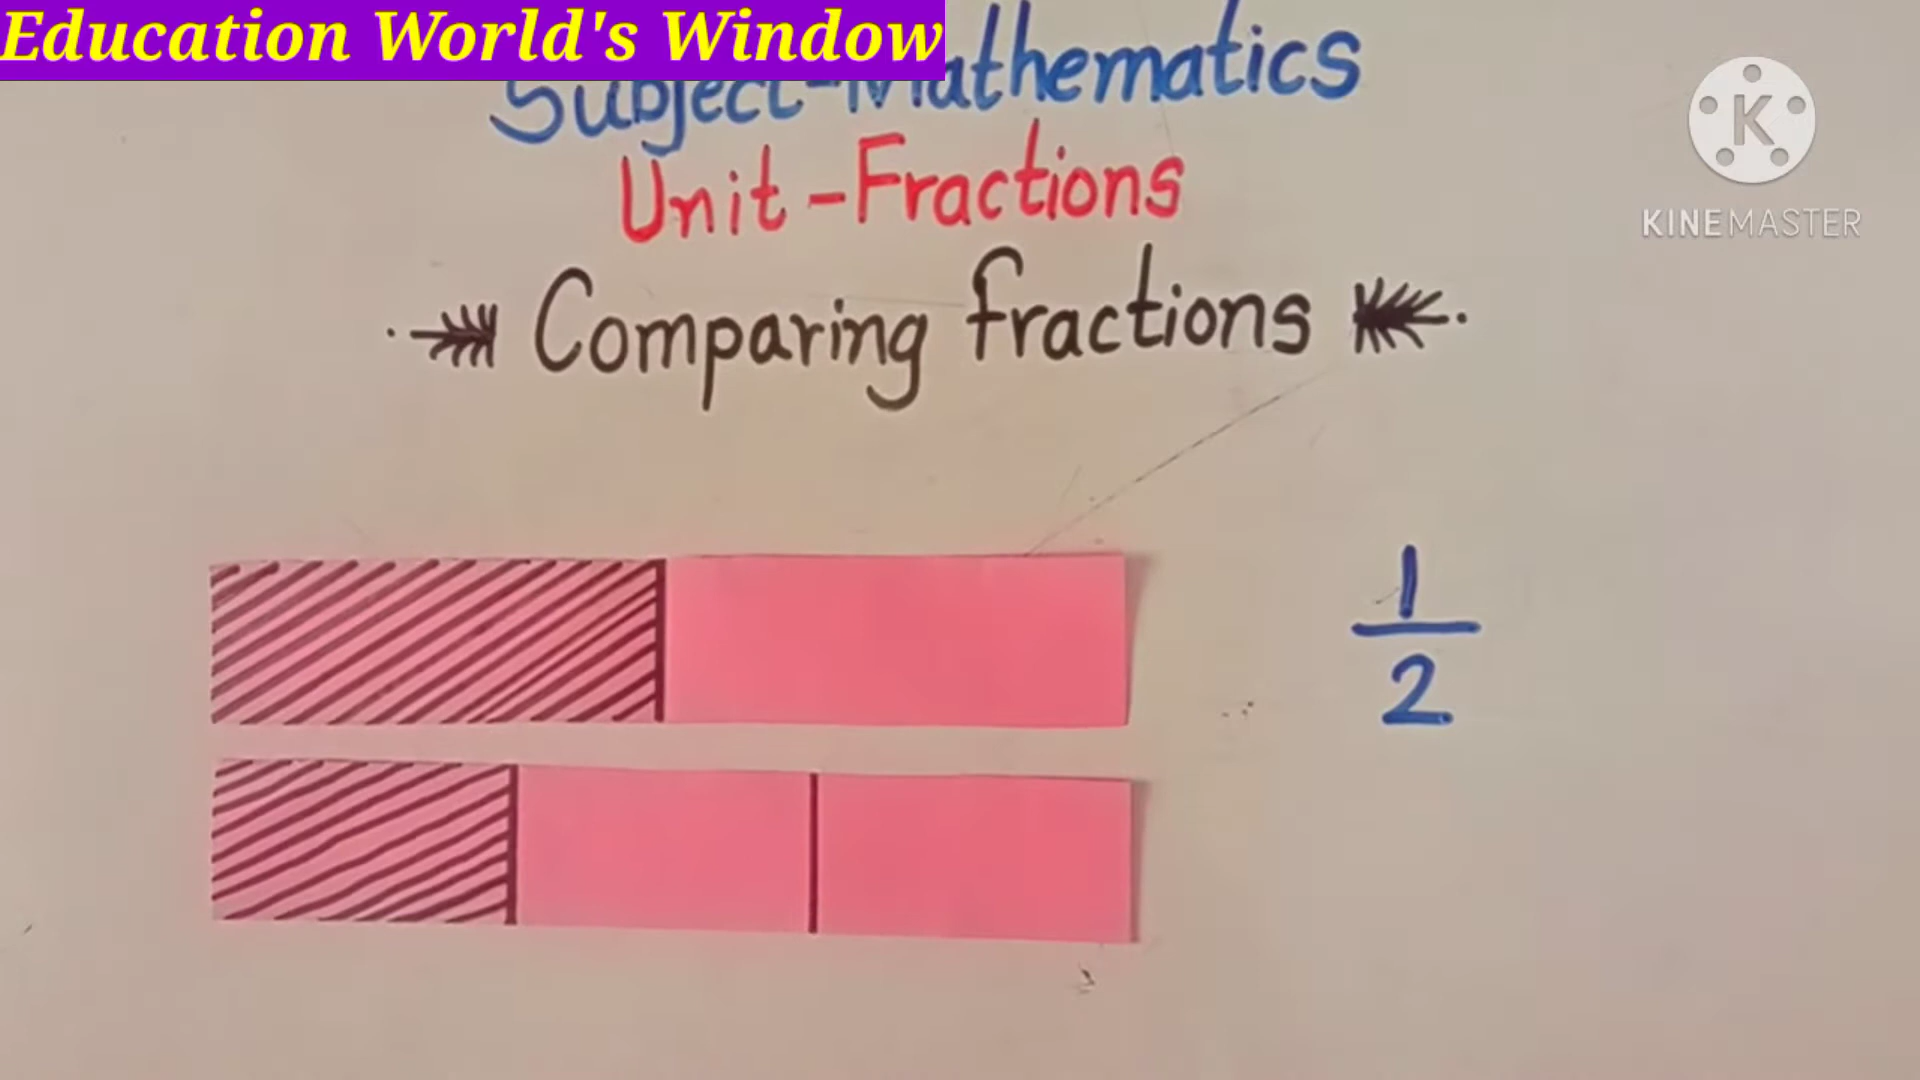 Education World's Window
Subject-Mathematics
Unit-Fractions
Comparing fractions
K
KINEMASTER
1
2